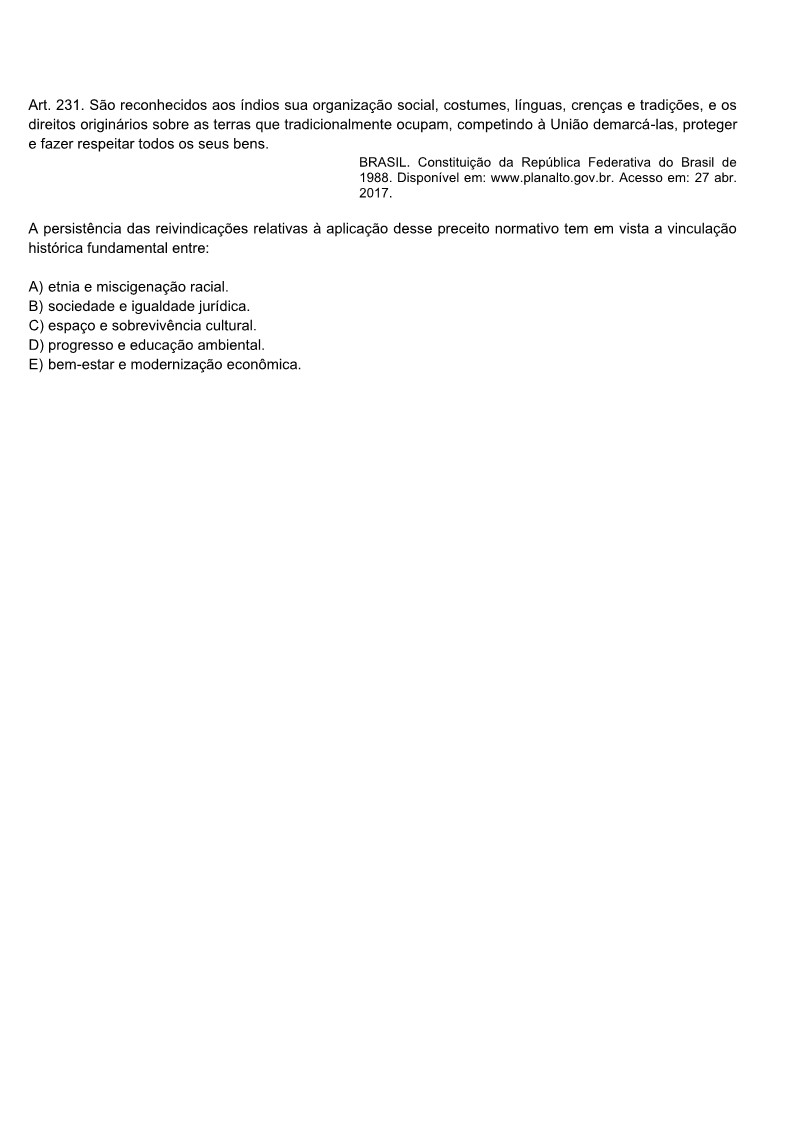 Art. 231. São reconhecidos aos índios sua organização social, costumes, línguas, crenças e tradições, e os
direitos originários sobre as terras que tradicionalmente ocupam, competindo à União demarcá-las, proteger
e fazer respeitar todos os seus bens.
BRASIL. Constituição da República Federativa do Brasil de
1988. Disponível em: www.planalto.gov.br. Acesso em: 27 abr.
2017.
A persistência das reivindicações relativas à aplicação desse preceito normativo tem em vista a vinculação
histórica fundamental entre:
A) etnia e miscigenação racial.
B) sociedade e igualdade jurídica.
C) espaço e sobrevivência cultural.
D) progresso e educação ambiental.
E) bem-estar e modernização econômica.